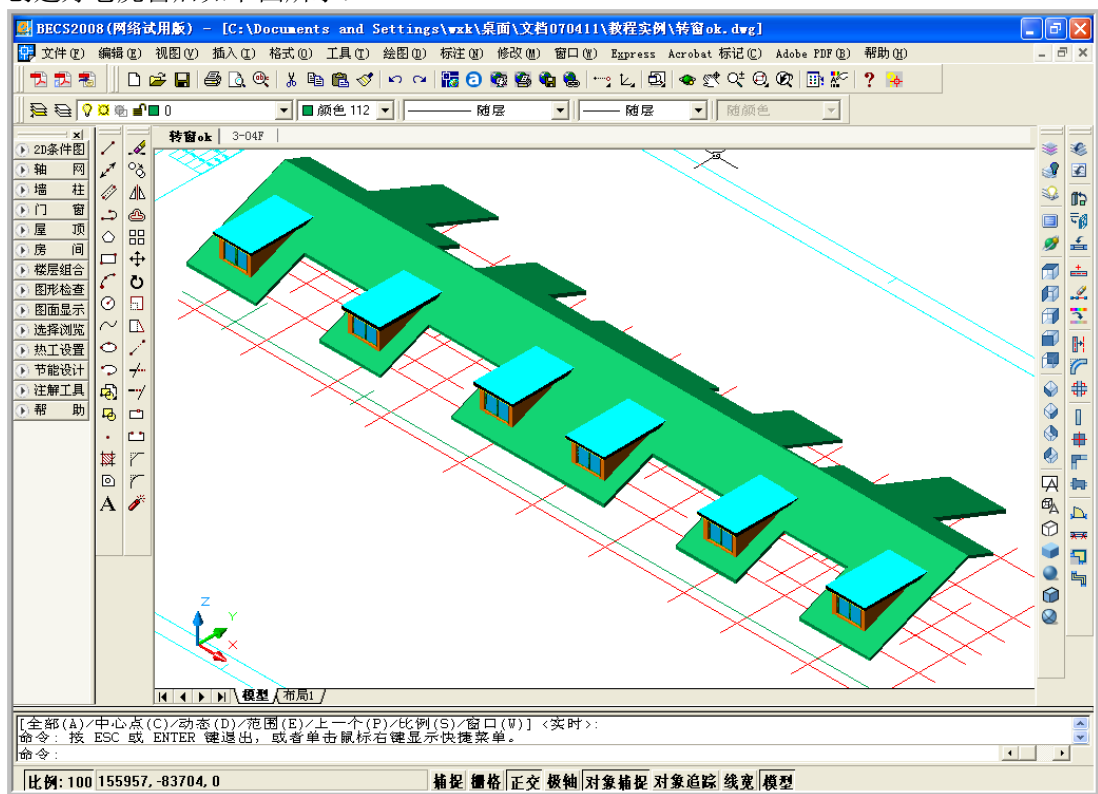 BECS2008(网络试用版) - [C:\Documents and Settings\wxk\桌面\文档070411\教程实例\转窗ok.dwg]
文件(F) 编辑(E) 视图(V) 插入(I) 格式(O) 工具(T) 绘图(D) 标注(N) 修改(M) 窗口(W) Express Acrobat 标记(C) Adobe PDF(B) 帮助(H)
0 颜色 112 随层 随层 随颜色
转窗ok 3-04F
2D条件图
轴 网
墙 柱
门 窗
屋 顶
房 间
楼层组合
图形检查
图面显示
选择浏览
热工设置
节能设计
注解工具
帮 助
Z
Y
X
模型 布局1
[全部(A)/中心点(C)/动态(D)/范围(E)/上一个(P)/比例(S)/窗口(W)] <实时>:
命令: 按 ESC 或 ENTER 键退出, 或者单击鼠标右键显示快捷菜单。
命令:
比例: 100 155957, -83704, 0 捕捉 栅格 正交 极轴 对象捕捉 对象追踪 线宽 模型